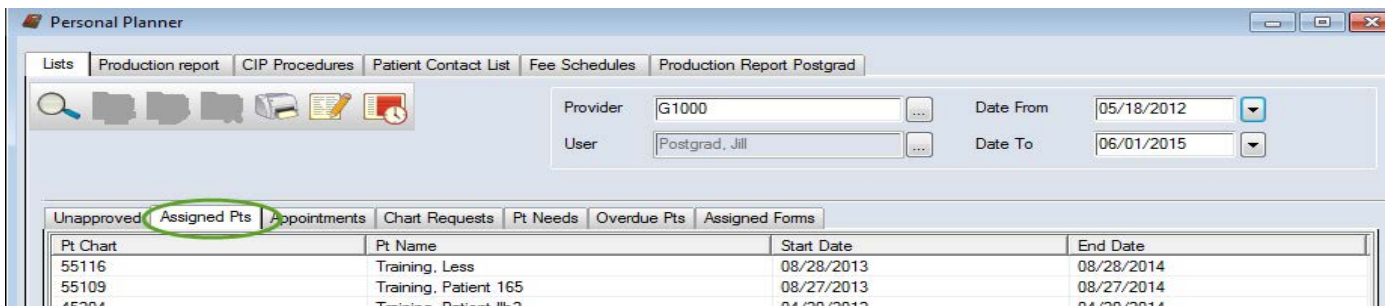 Personal Planner
Lists Production report CIP Procedures Patient Contact List Fee Schedules Production Report Postgrad
Provider G1000 ... Date From 05/18/2012
User Postgrad, Jill ... Date To 06/01/2015
Unapproved Assigned Pts Appointments Chart Requests Pt Needs Overdue Pts Assigned Forms
Pt Chart Pt Name Start Date End Date
55116 Training, Less 08/28/2013 08/28/2014
55109 Training, Patient 165 08/27/2013 08/27/2014